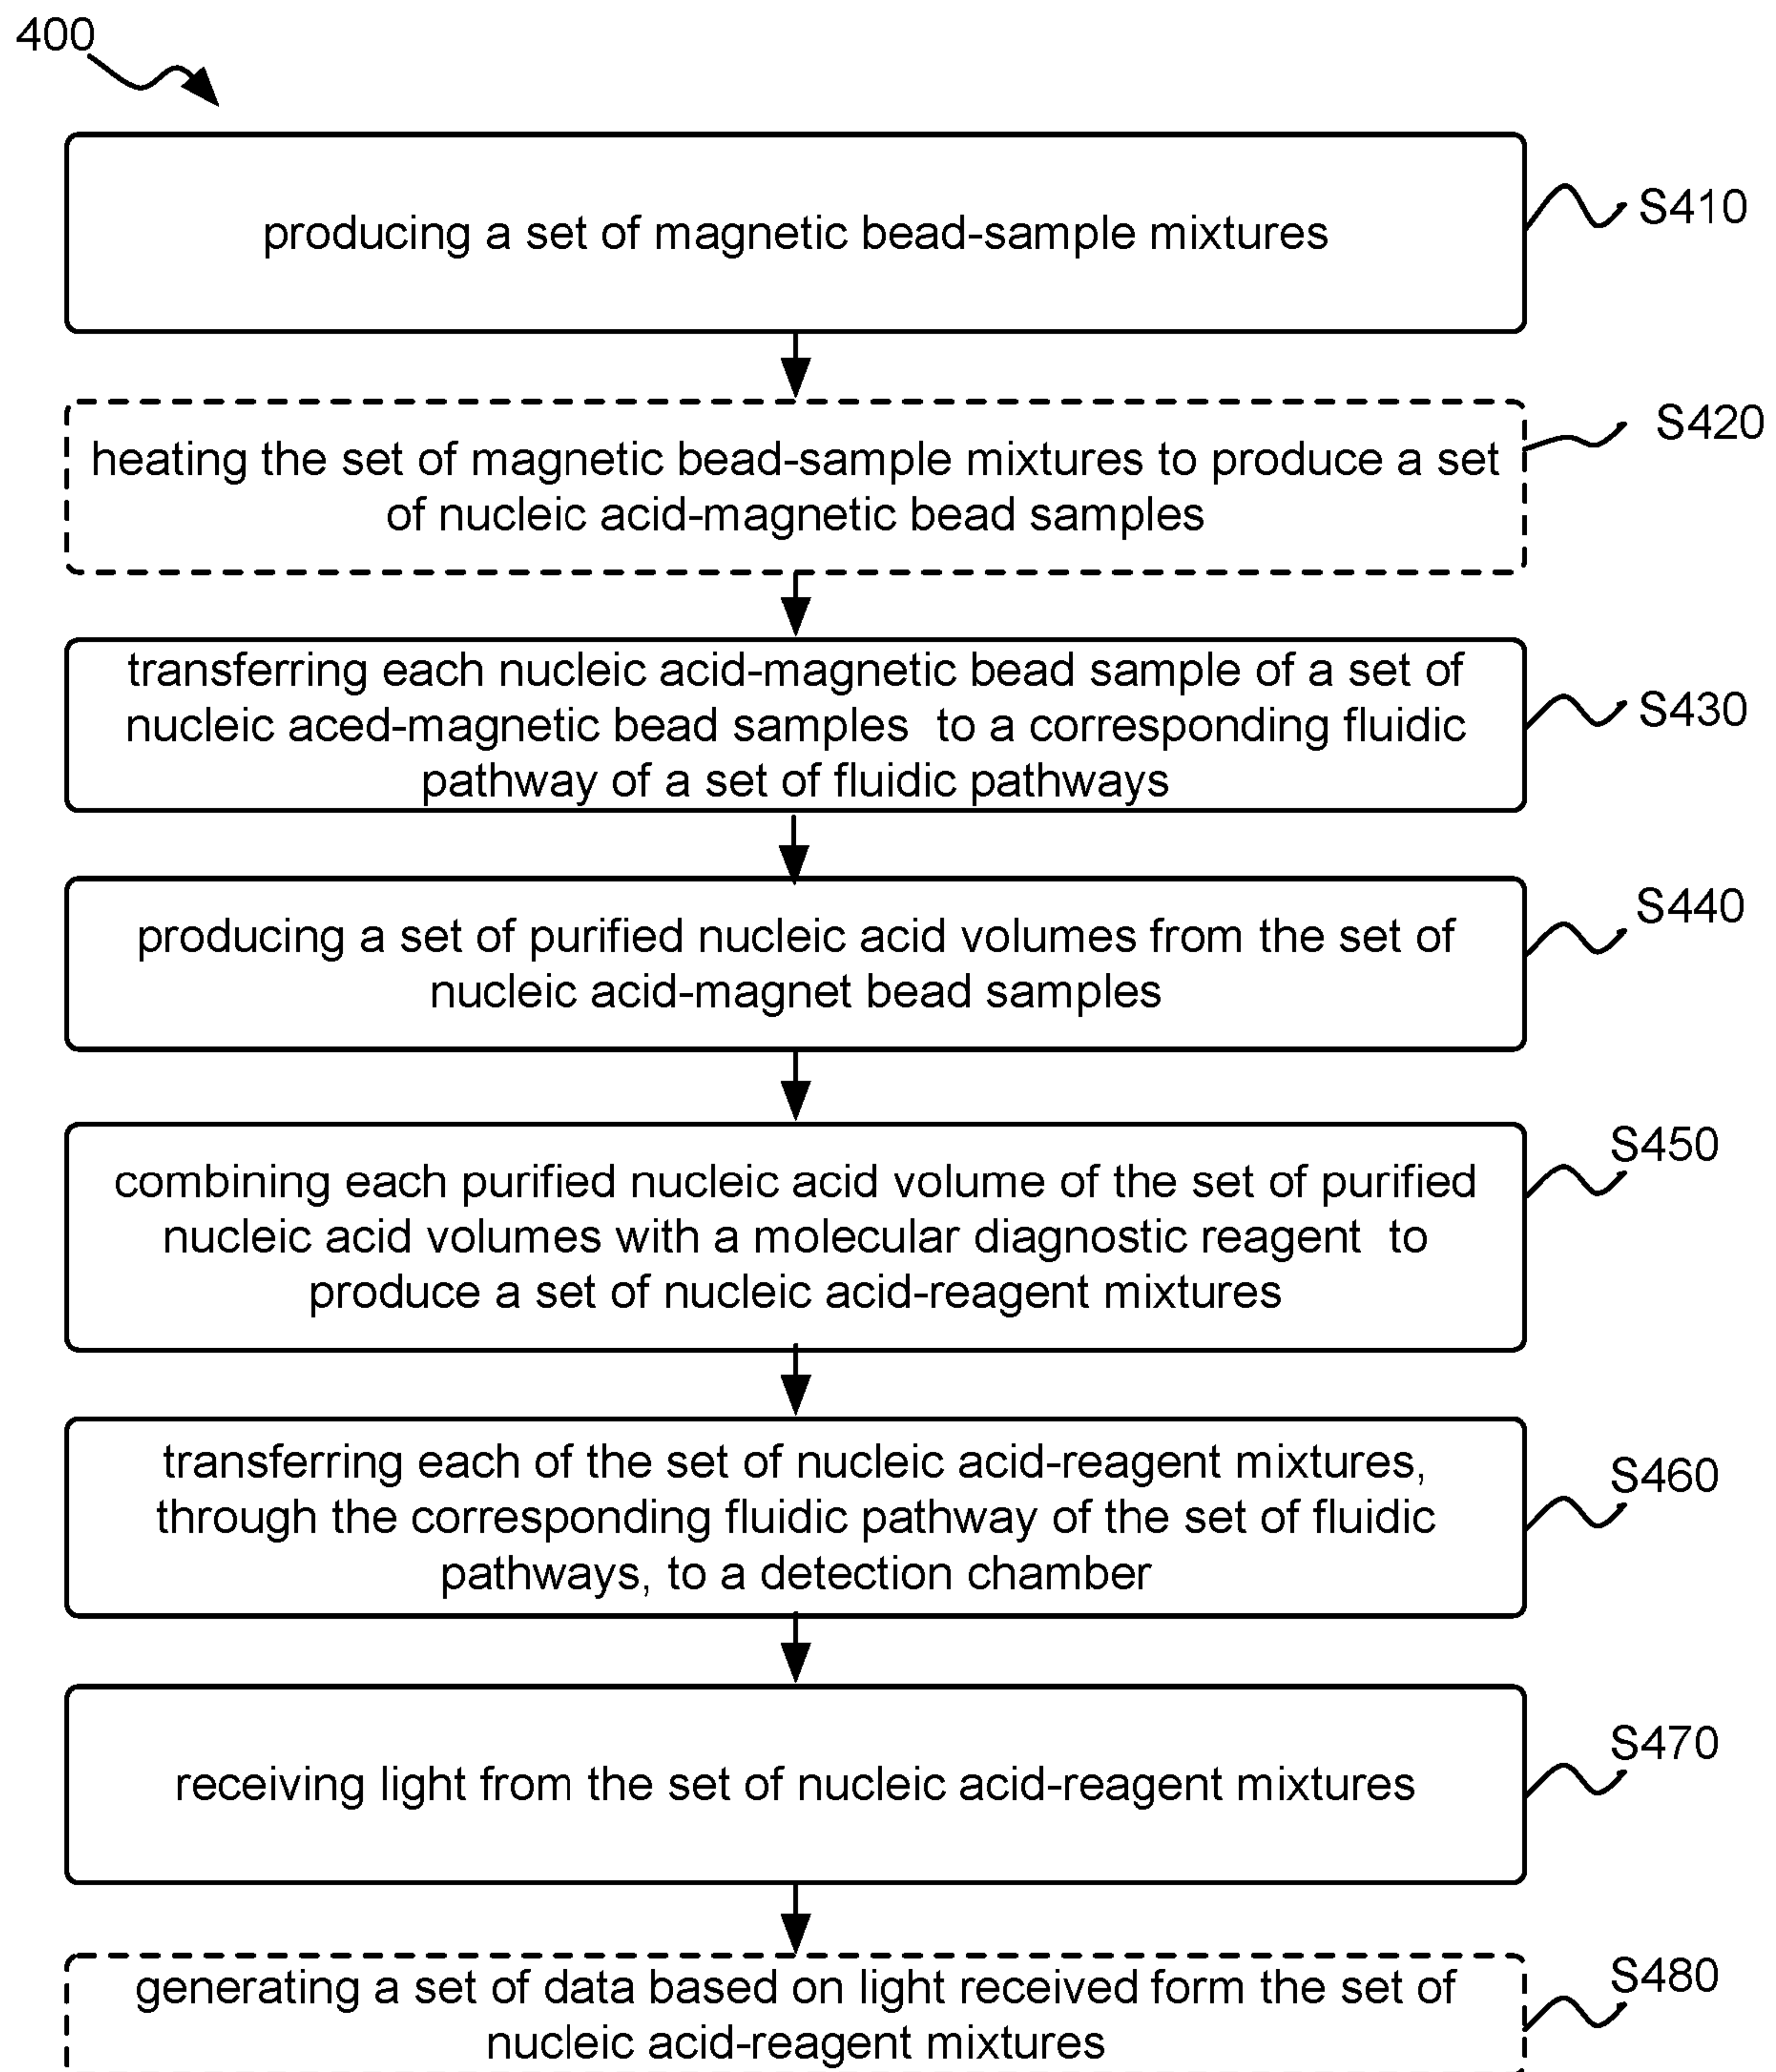 400
producing a set of magnetic bead-sample mixtures
S410
heating the set of magnetic bead-sample mixtures to produce a set
of nucleic acid-magnetic bead samples
S420
transferring each nucleic acid-magnetic bead sample of a set of
nucleic aced-magnetic bead samples to a corresponding fluidic
pathway of a set of fluidic pathways
S430
producing a set of purified nucleic acid volumes from the set of
nucleic acid-magnet bead samples
S440
combining each purified nucleic acid volume of the set of purified
nucleic acid volumes with a molecular diagnostic reagent to
produce a set of nucleic acid-reagent mixtures
S450
transferring each of the set of nucleic acid-reagent mixtures,
through the corresponding fluidic pathway of the set of fluidic
pathways, to a detection chamber
S460
receiving light from the set of nucleic acid-reagent mixtures
S470
generating a set of data based on light received form the set of
nucleic acid-reagent mixtures
S480